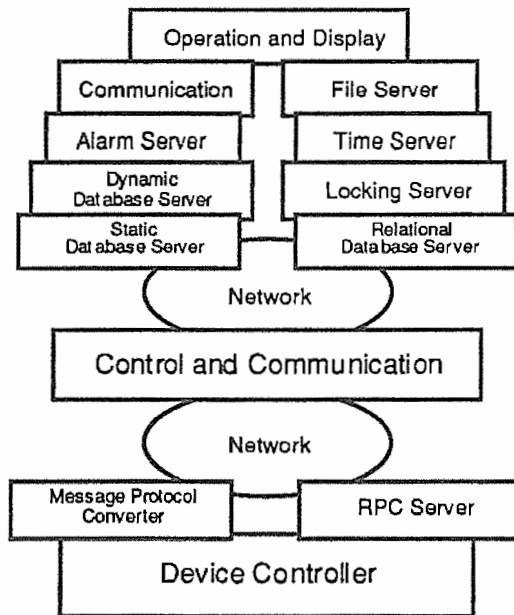 Operation and Display
Communication
File Server
Alarm Server
Time Server
Dynamic
Database Server
Locking Server
Static
Database Server
Relational
Database Server
Network
Control and Communication
Network
Message Protocol
Converter
RPC Server
Device Controller